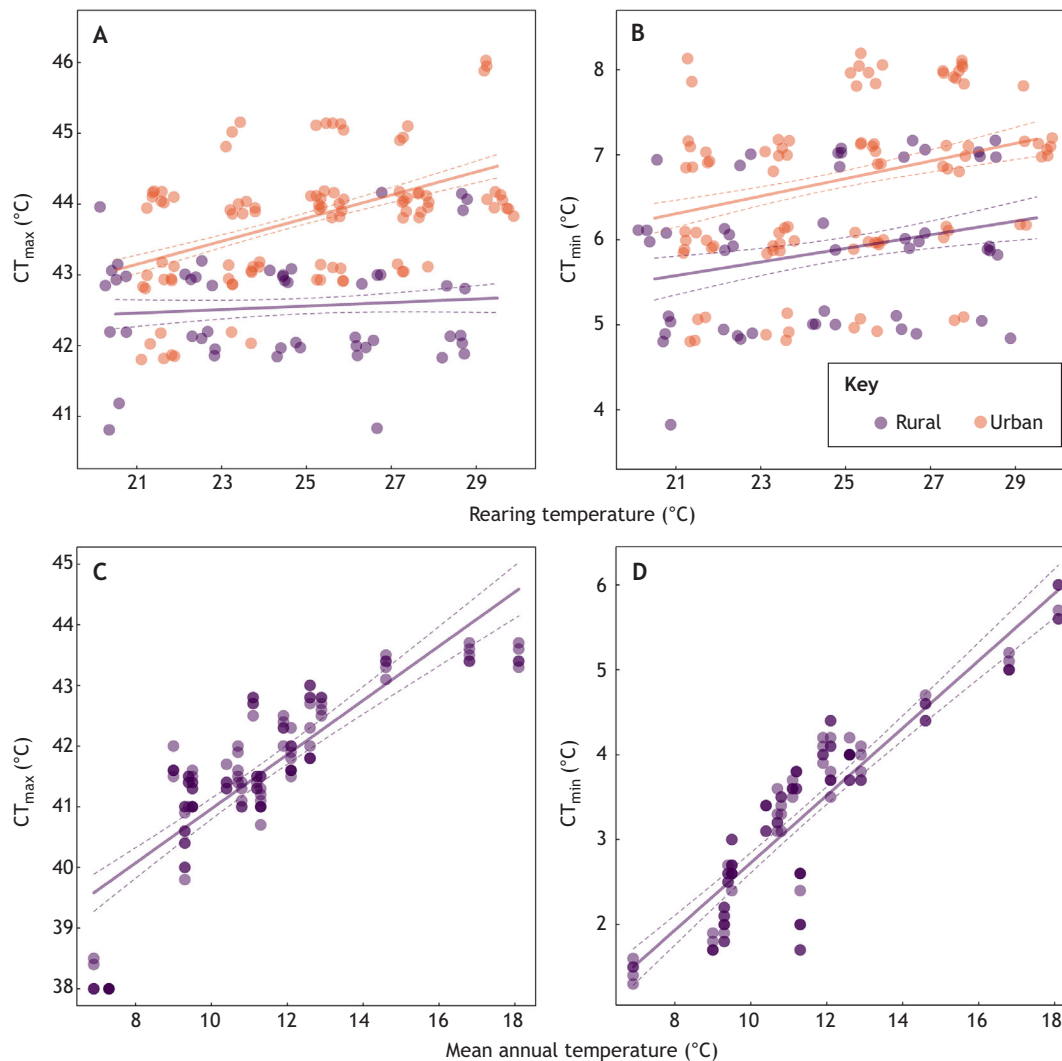 A
46
45
44
43
42
41
CTmax (°C)
21 23 25 27 29
B
8
7
6
5
4
CTmin (°C)
Key
Rural Urban
21 23 25 27 29
Rearing temperature (°C)
C
45
44
43
42
41
40
39
38
CTmax (°C)
8 10 12 14 16 18
D
6
5
4
3
2
CTmin (°C)
8 10 12 14 16 18
Mean annual temperature (°C)